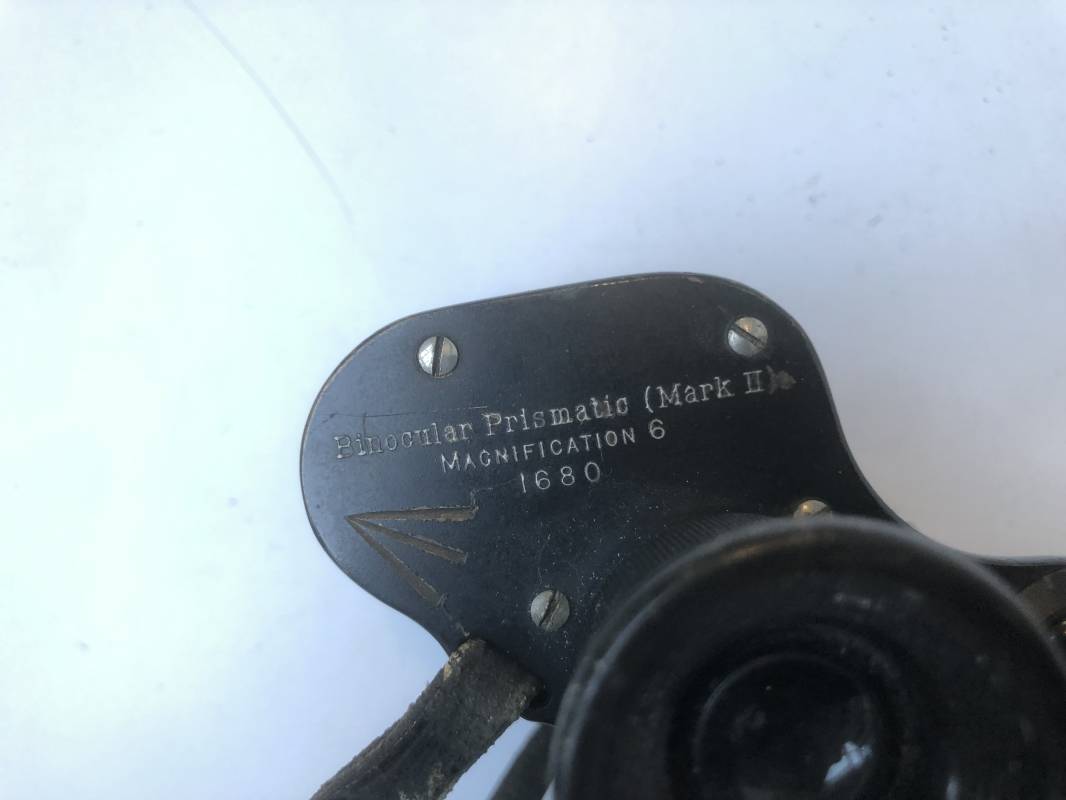 Binocular Prismatic (Mark II)
MAGNIFICATION 6
1680